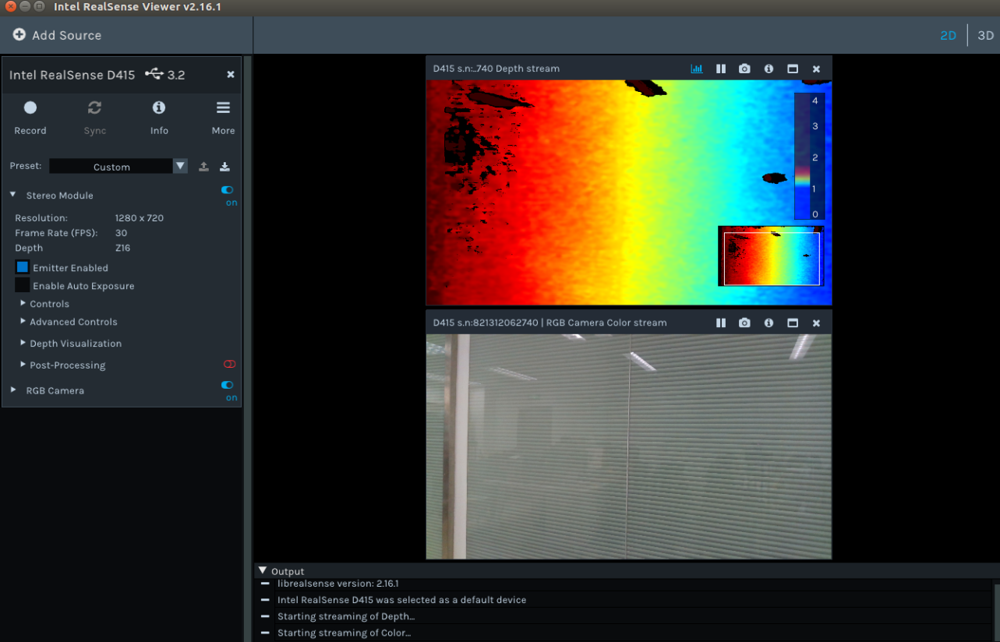 Intel RealSense Viewer v2.16.1
Add Source
2D
3D
Intel RealSense D415 3.2
Record
Sync
Info
More
Preset: Custom
Stereo Module
on
Resolution: 1280 x 720
Frame Rate (FPS): 30
Depth Z16
Emitter Enabled
Enable Auto Exposure
Controls
Advanced Controls
Depth Visualization
Post-Processing
RGB Camera
on
D415 s.n:..740 Depth stream
4
3
2
1
0
D415 s.n:821312062740 | RGB Camera Color stream
Output
librealsense version: 2.16.1
Intel RealSense D415 was selected as a default device
Starting streaming of Depth...
Starting streaming of Color...